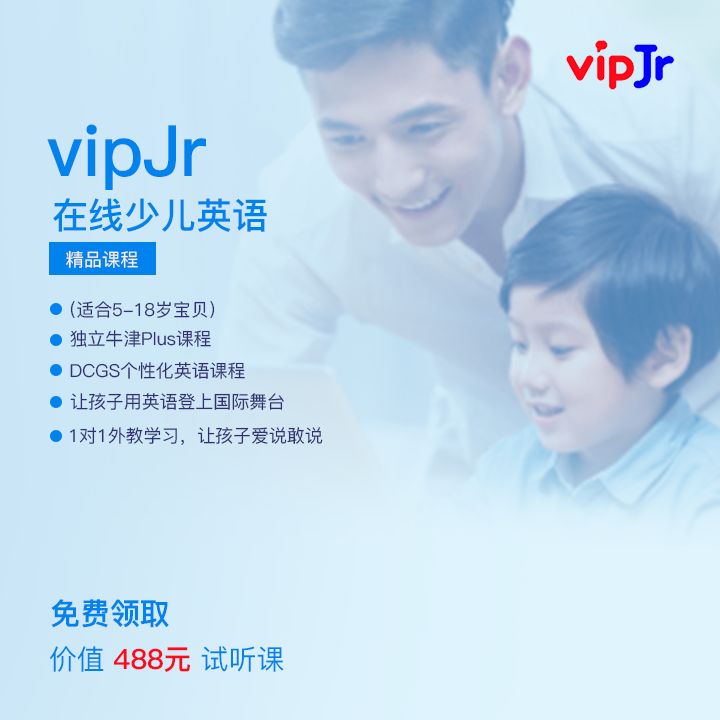 vipJr
vipJr
在线少儿英语
精品课程
（适合5-18岁宝贝）
独立牛津Plus课程
DCGS个性化英语课程
让孩子用英语登上国际舞台
1对1外教学习，让孩子爱说敢说
免费领取
价值 488元 试听课